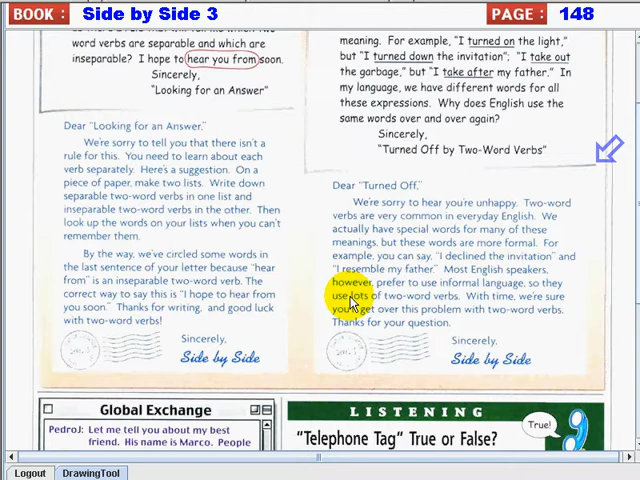 BOOK : Side by Side 3 PAGE : 148
word verbs are separable and which are
inseparable? I hope to hear you from soon.
Sincerely,
"Looking for an Answer"
Dear "Looking for an Answer,"
We're sorry to tell you that there isn't a
rule for this. You need to learn about each
verb separately. Here's a suggestion. On a
piece of paper, make two lists. Write down
separable two-word verbs in one list and
inseparable two-word verbs in the other. Then
look up the words on your lists when you can't
remember them.
By the way, we've circled some words in
the last sentence of your letter because "hear
from" is an inseparable two-word verb. The
correct way to say this is "I hope to hear from
you soon." Thanks for writing, and good luck
with two-word verbs!
Sincerely,
Side by Side
meaning. For example, "I turned on the light,"
but "I turned down the invitation"; "I take out
the garbage," but "I take after my father." In
my language, we have different words for all
these expressions. Why does English use the
same words over and over again?
Sincerely,
"Turned Off by Two-Word Verbs"
Dear "Turned Off,"
We're sorry to hear you're unhappy. Two-word
verbs are very common in everyday English. We
actually have special words for many of these
meanings, but these words are more formal. For
example, you can say, "I declined the invitation"
and "I resemble my father." Most English speakers,
however, prefer to use informal language, so they
use lots of two-word verbs. With time, we're sure
you'll get over this problem with two-word verbs.
Thanks for your question.
Sincerely,
Side by Side
Global Exchange
PedroJ: Let me tell you about my best
friend. His name is Marco. People
LISTENING
"Telephone Tag" True or False?
True!
Logout DrawingTool